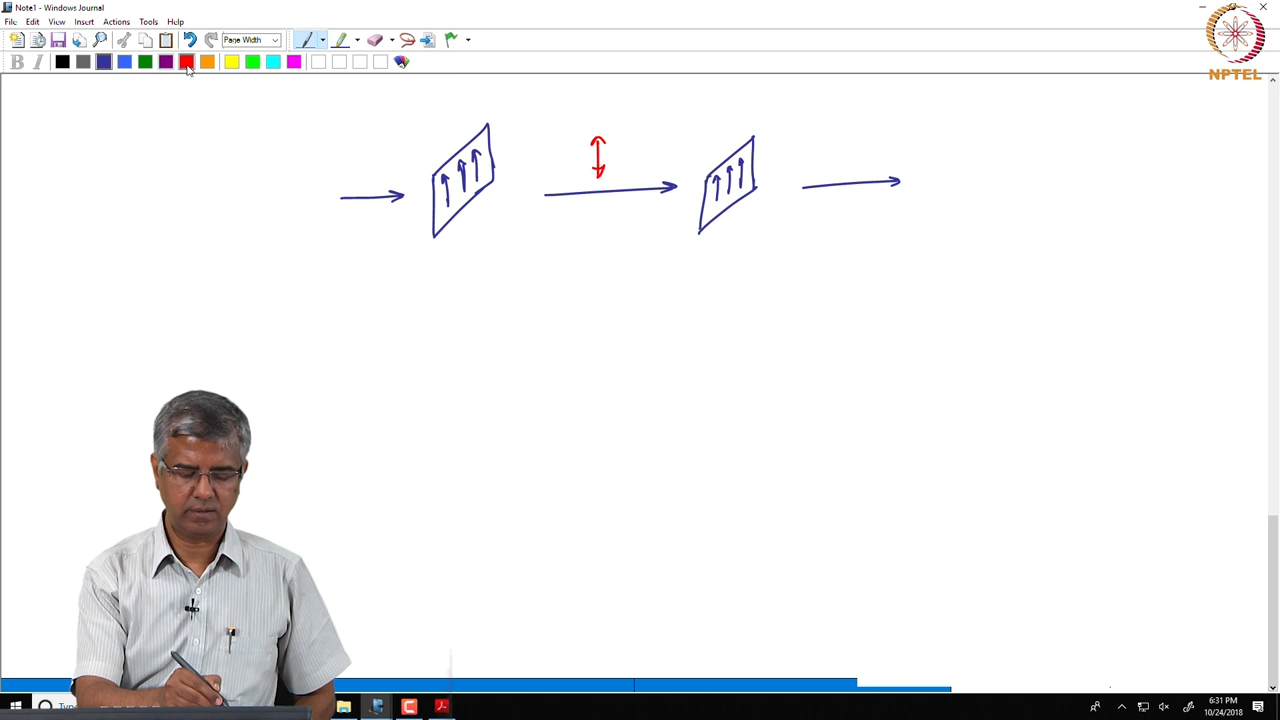 Note1 - Windows Journal
File Edit View Insert Actions Tools Help
Page Width
B I
NPTEL
6:31 PM
10/24/2018